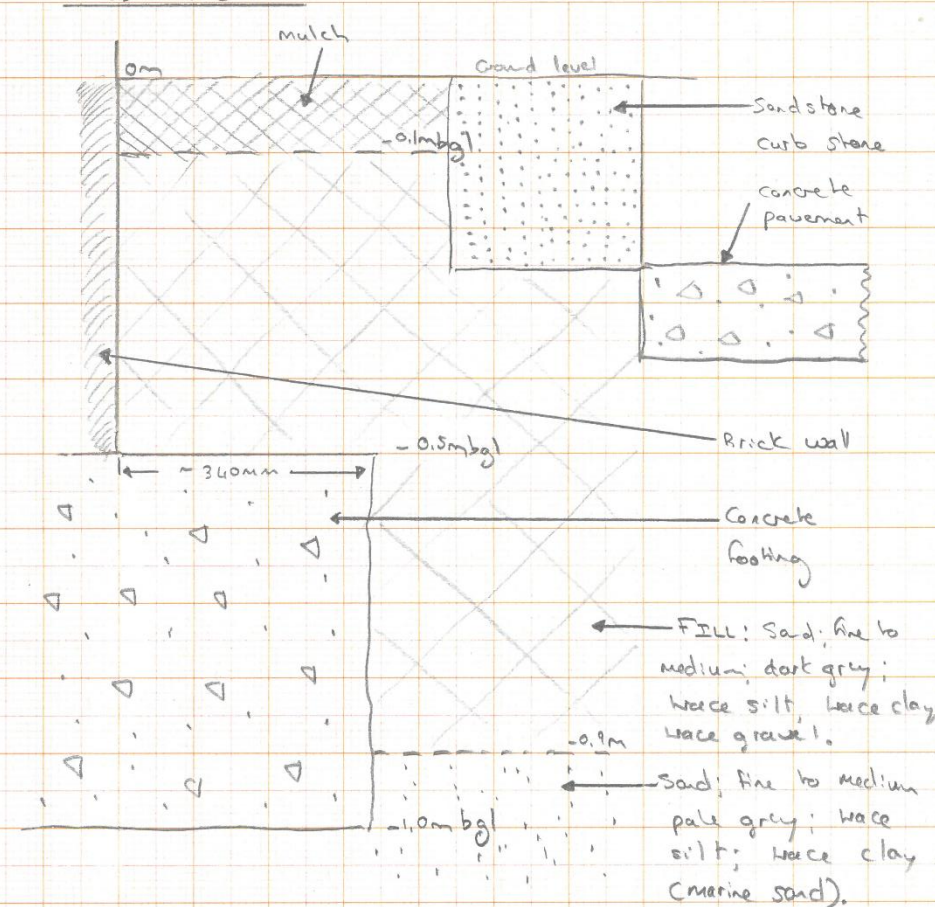 mulch
0m
Ground level
Sandstone
curb stone
-0.1mbgl
concrete
pavement
-0.5mbgl
Brick wall
~340mm
Concrete
footing
FILL: Sand; fine to
medium; dark grey;
trace silt, trace clay
trace gravel.
-0.9m
Sand; fine to medium
pale grey; trace
silt; trace clay
(marine sand).
-1.0m bgl